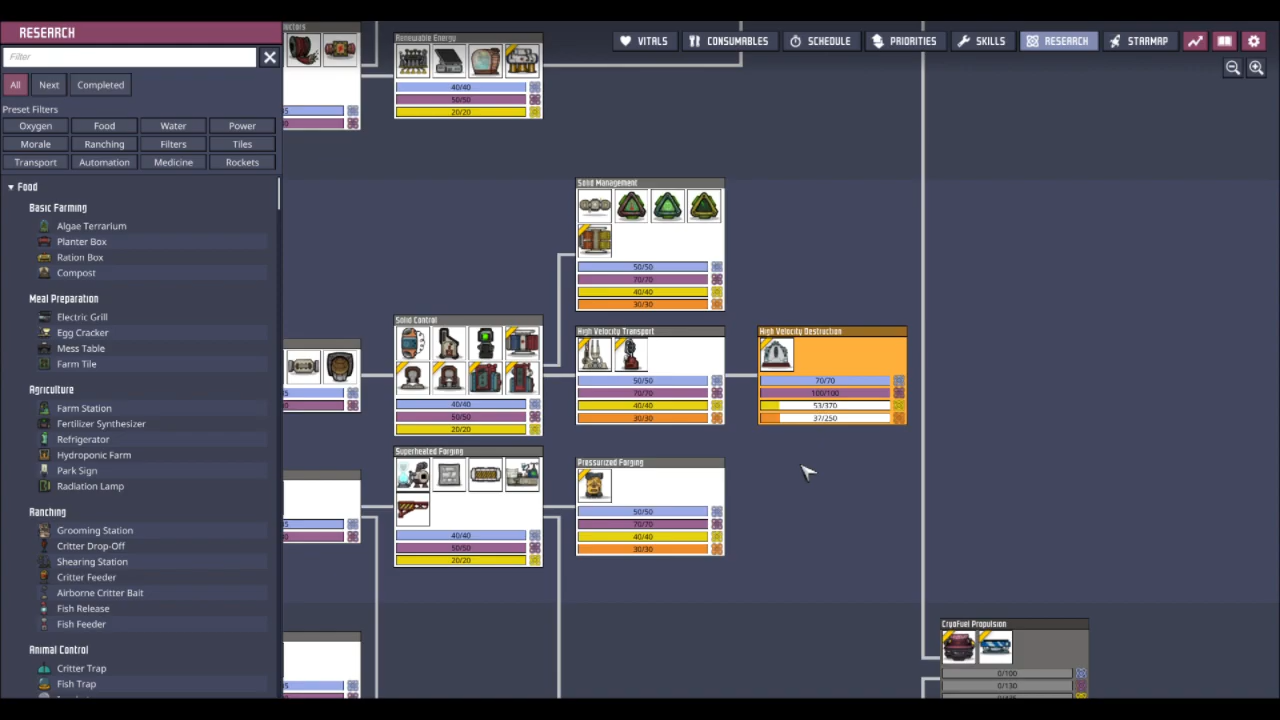 RESEARCH
Filter
All Next Completed
Preset Filters
Oxygen Food Water Power
Morale Ranching Filters Tiles
Transport Automation Medicine Rockets
Food
Basic Farming
Algae Terrarium
Planter Box
Ration Box
Compost
Meal Preparation
Electric Grill
Egg Cracker
Mess Table
Farm Tile
Agriculture
Farm Station
Fertilizer Synthesizer
Refrigerator
Hydroponic Farm
Park Sign
Radiation Lamp
Ranching
Grooming Station
Critter Drop-Off
Shearing Station
Critter Feeder
Airborne Critter Bait
Fish Release
Fish Feeder
Animal Control
Critter Trap
Fish Trap
VITALS CONSUMABLES SCHEDULE PRIORITIES SKILLS RESEARCH STARMAP
Renewable Energy
40/40
50/50
20/20
Solid Management
50/50
70/70
40/40
30/30
Solid Control
40/40
50/50
20/20
High Velocity Transport
50/50
70/70
40/40
30/30
High Velocity Destruction
70/70
100/100
53/370
37/250
Superheated Forging
40/40
50/50
20/20
Pressurized Forging
50/50
70/70
40/40
30/30
CryoFuel Propulsion
0/100
0/130